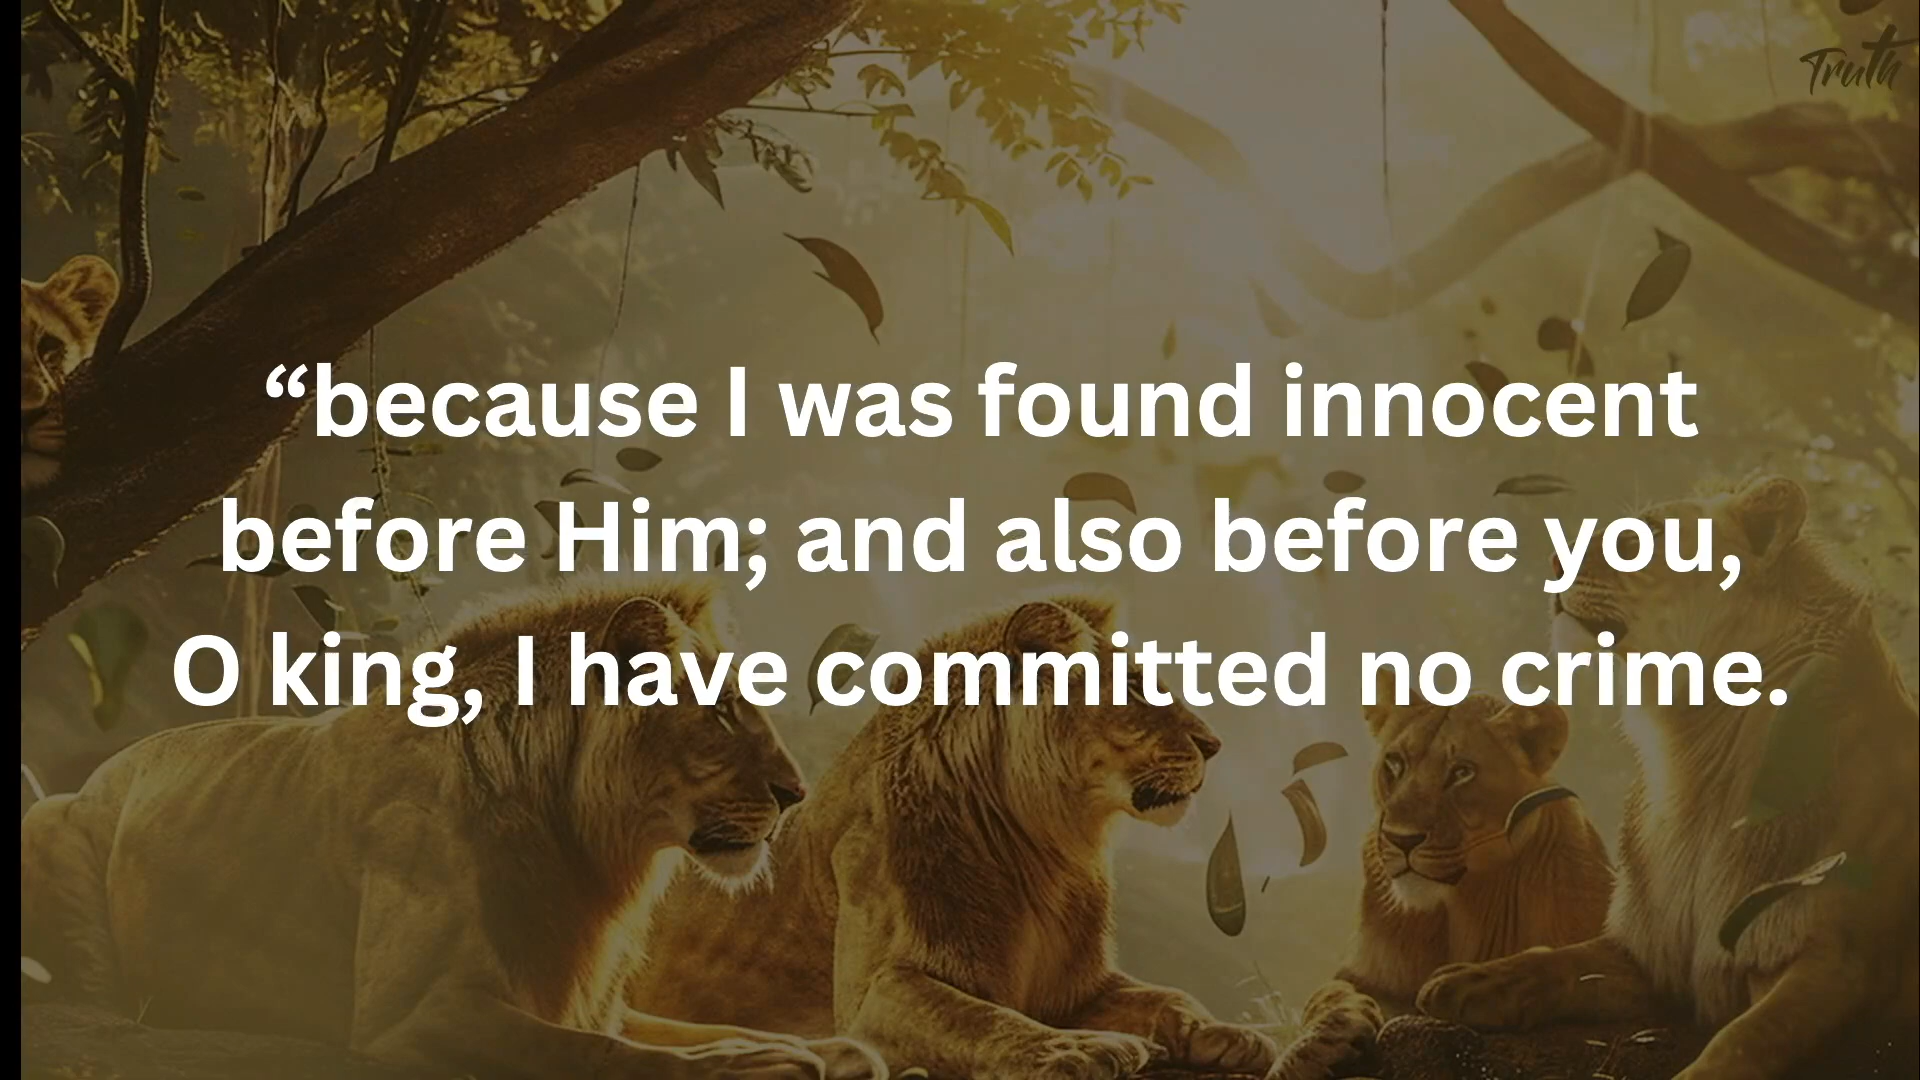 Truth
“because I was found innocent
before Him; and also before you,
O king, I have committed no crime.